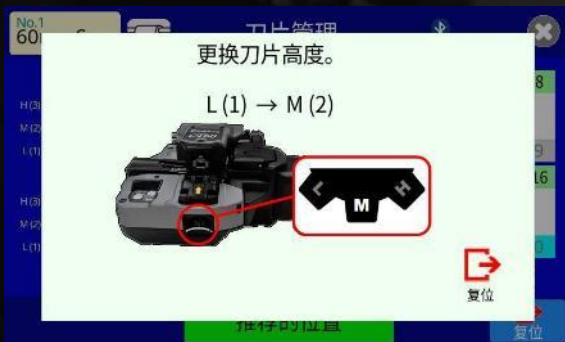 No.1
60
刀片管理
更换刀片高度。
L (1) → M (2)
8
H (3)
M (2)
L (1)
9
16
H (3)
M (2)
L (1)
0
L
M
H
复位
推荐的位置
复位